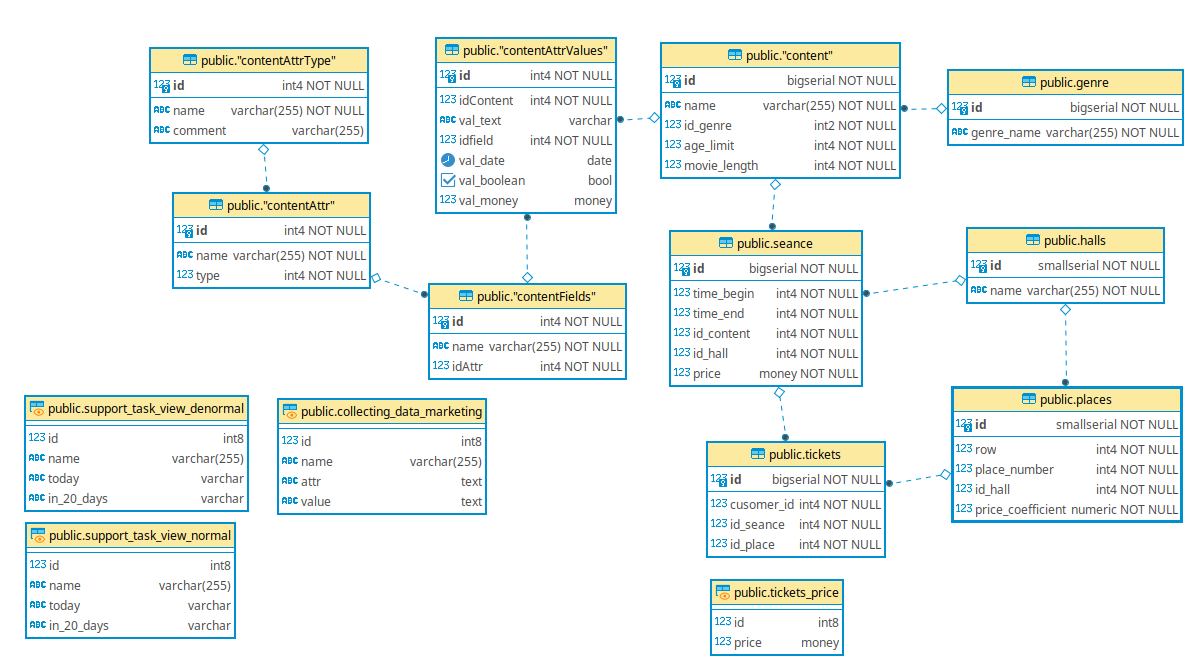 public."contentAttrType"
123 id int4 NOT NULL
ABC name varchar(255) NOT NULL
ABC comment varchar(255)
public."contentAttrValues"
123 id int4 NOT NULL
123 idContent int4 NOT NULL
ABC val_text varchar
123 idfield int4 NOT NULL
val_date date
val_boolean bool
123 val_money money
public."content"
123 id bigserial NOT NULL
ABC name varchar(255) NOT NULL
123 id_genre int2 NOT NULL
123 age_limit int4 NOT NULL
123 movie_length int4 NOT NULL
public.genre
123 id bigserial NOT NULL
ABC genre_name varchar(255) NOT NULL
public."contentAttr"
123 id int4 NOT NULL
ABC name varchar(255) NOT NULL
123 type int4 NOT NULL
public."contentFields"
123 id int4 NOT NULL
ABC name varchar(255) NOT NULL
123 idAttr int4 NOT NULL
public.seance
123 id bigserial NOT NULL
123 time_begin int4 NOT NULL
123 time_end int4 NOT NULL
123 id_content int4 NOT NULL
123 id_hall int4 NOT NULL
123 price money NOT NULL
public.halls
123 id smallserial NOT NULL
ABC name varchar(255) NOT NULL
public.support_task_view_denormal
123 id int8
ABC name varchar(255)
ABC today varchar
ABC in_20_days varchar
public.collecting_data_marketing
123 id int8
ABC name varchar(255)
ABC attr text
ABC value text
public.places
123 id smallserial NOT NULL
123 row int4 NOT NULL
123 place_number int4 NOT NULL
123 id_hall int4 NOT NULL
123 price_coefficient numeric NOT NULL
public.tickets
123 id bigserial NOT NULL
123 cusomer_id int4 NOT NULL
123 id_seance int4 NOT NULL
123 id_place int4 NOT NULL
public.support_task_view_normal
123 id int8
ABC name varchar(255)
ABC today varchar
ABC in_20_days varchar
public.tickets_price
123 id int8
123 price money